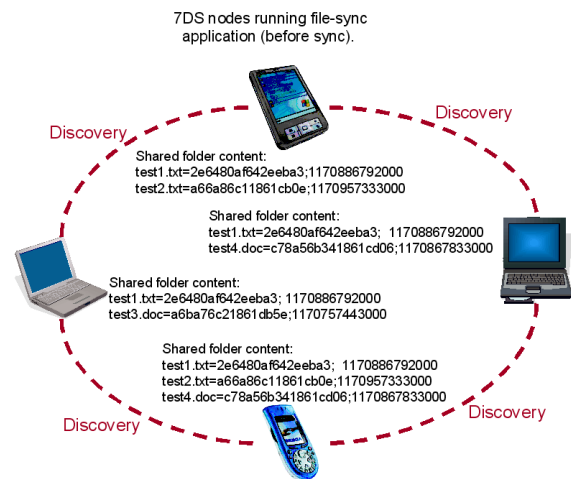 7DS nodes running file-sync
application (before sync).
Discovery
Discovery
Shared folder content:
test1.txt=2e6480af642eeba3;1170886792000
test2.txt=a66a86c11861cb0e;1170957333000
Shared folder content:
test1.txt=2e6480af642eeba3; 1170886792000
test4.doc=c78a56b341861cd06;1170867833000
Shared folder content:
test1.txt=2e6480af642eeba3; 1170886792000
test3.doc=a6ba76c21861db5e;1170757443000
Shared folder content:
test1.txt=2e6480af642eeba3; 1170886792000
test2.txt=a66a86c11861cb0e;1170957333000
test4.doc=c78a56b341861cd06;1170867833000
Discovery
Discovery